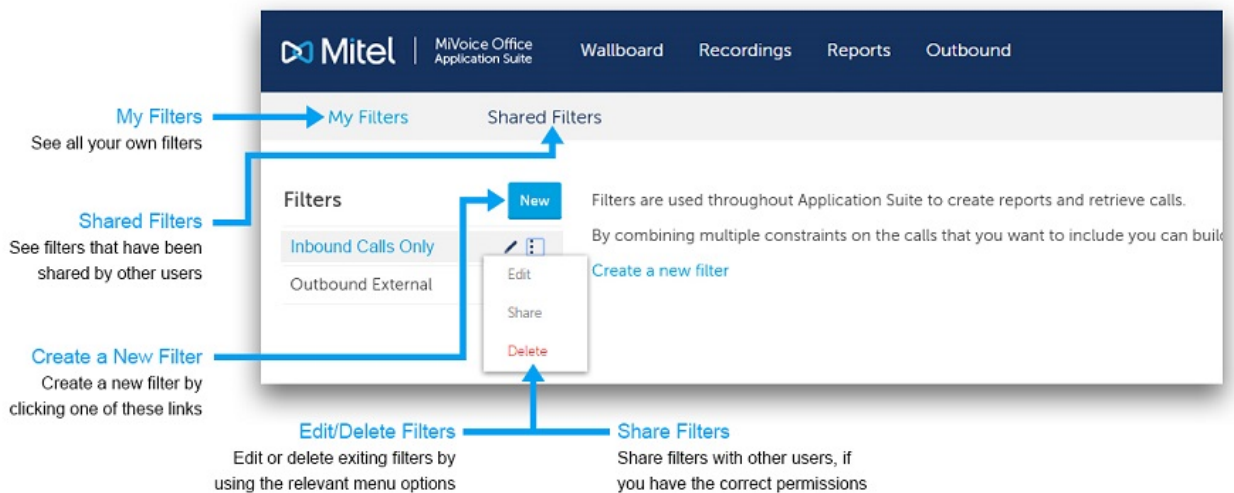 Mitel
MiVoice Office
Application Suite
Wallboard
Recordings
Reports
Outbound
My Filters
See all your own filters
My Filters
Shared Filters
Shared Filters
See filters that have been
shared by other users
Filters
New
Inbound Calls Only
Outbound External
Edit
Share
Delete
Filters are used throughout Application Suite to create reports and retrieve calls.
By combining multiple constraints on the calls that you want to include you can build
Create a new filter
Create a New Filter
Create a new filter by
clicking one of these links
Edit/Delete Filters
Edit or delete exiting filters by
using the relevant menu options
Share Filters
Share filters with other users, if
you have the correct permissions